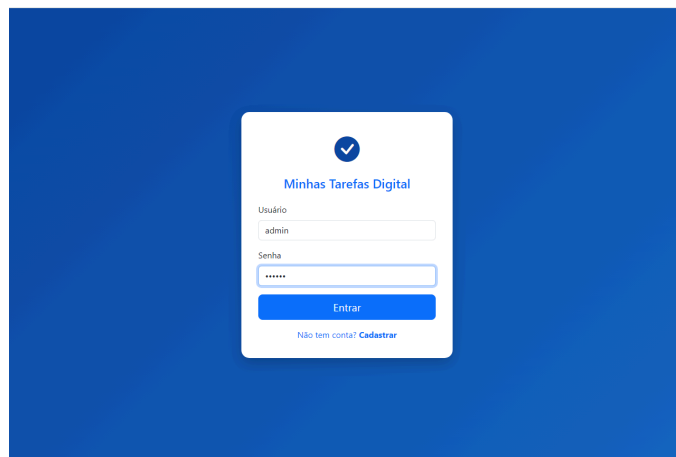 Minhas Tarefas Digital
Usuário
admin
Senha
••••••
Entrar
Não tem conta? Cadastrar